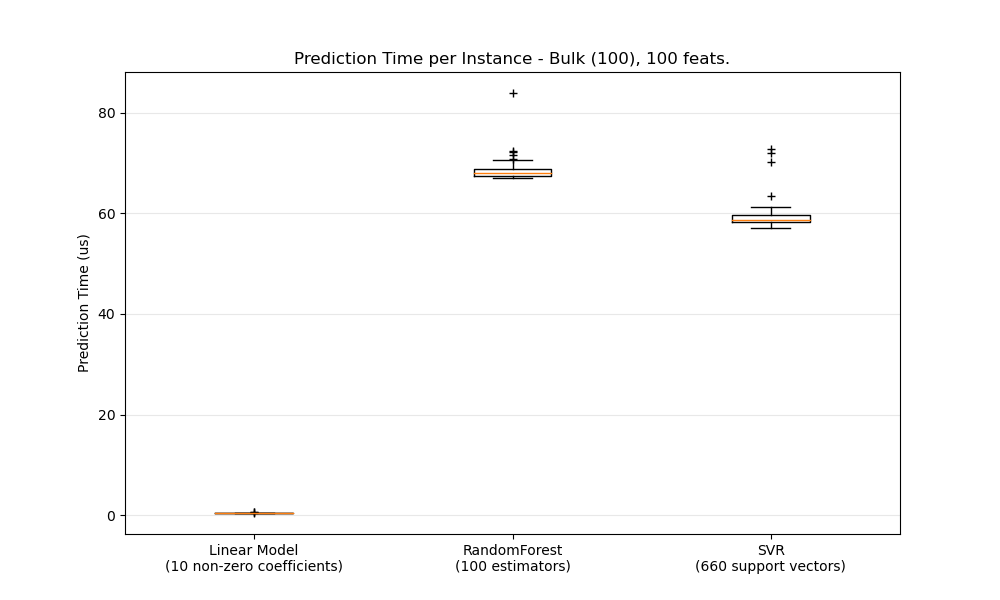 Prediction Time per Instance - Bulk (100), 100 feats.
Prediction Time (us)
80
60
40
20
0
Linear Model
(10 non-zero coefficients)
RandomForest
(100 estimators)
SVR
(660 support vectors)